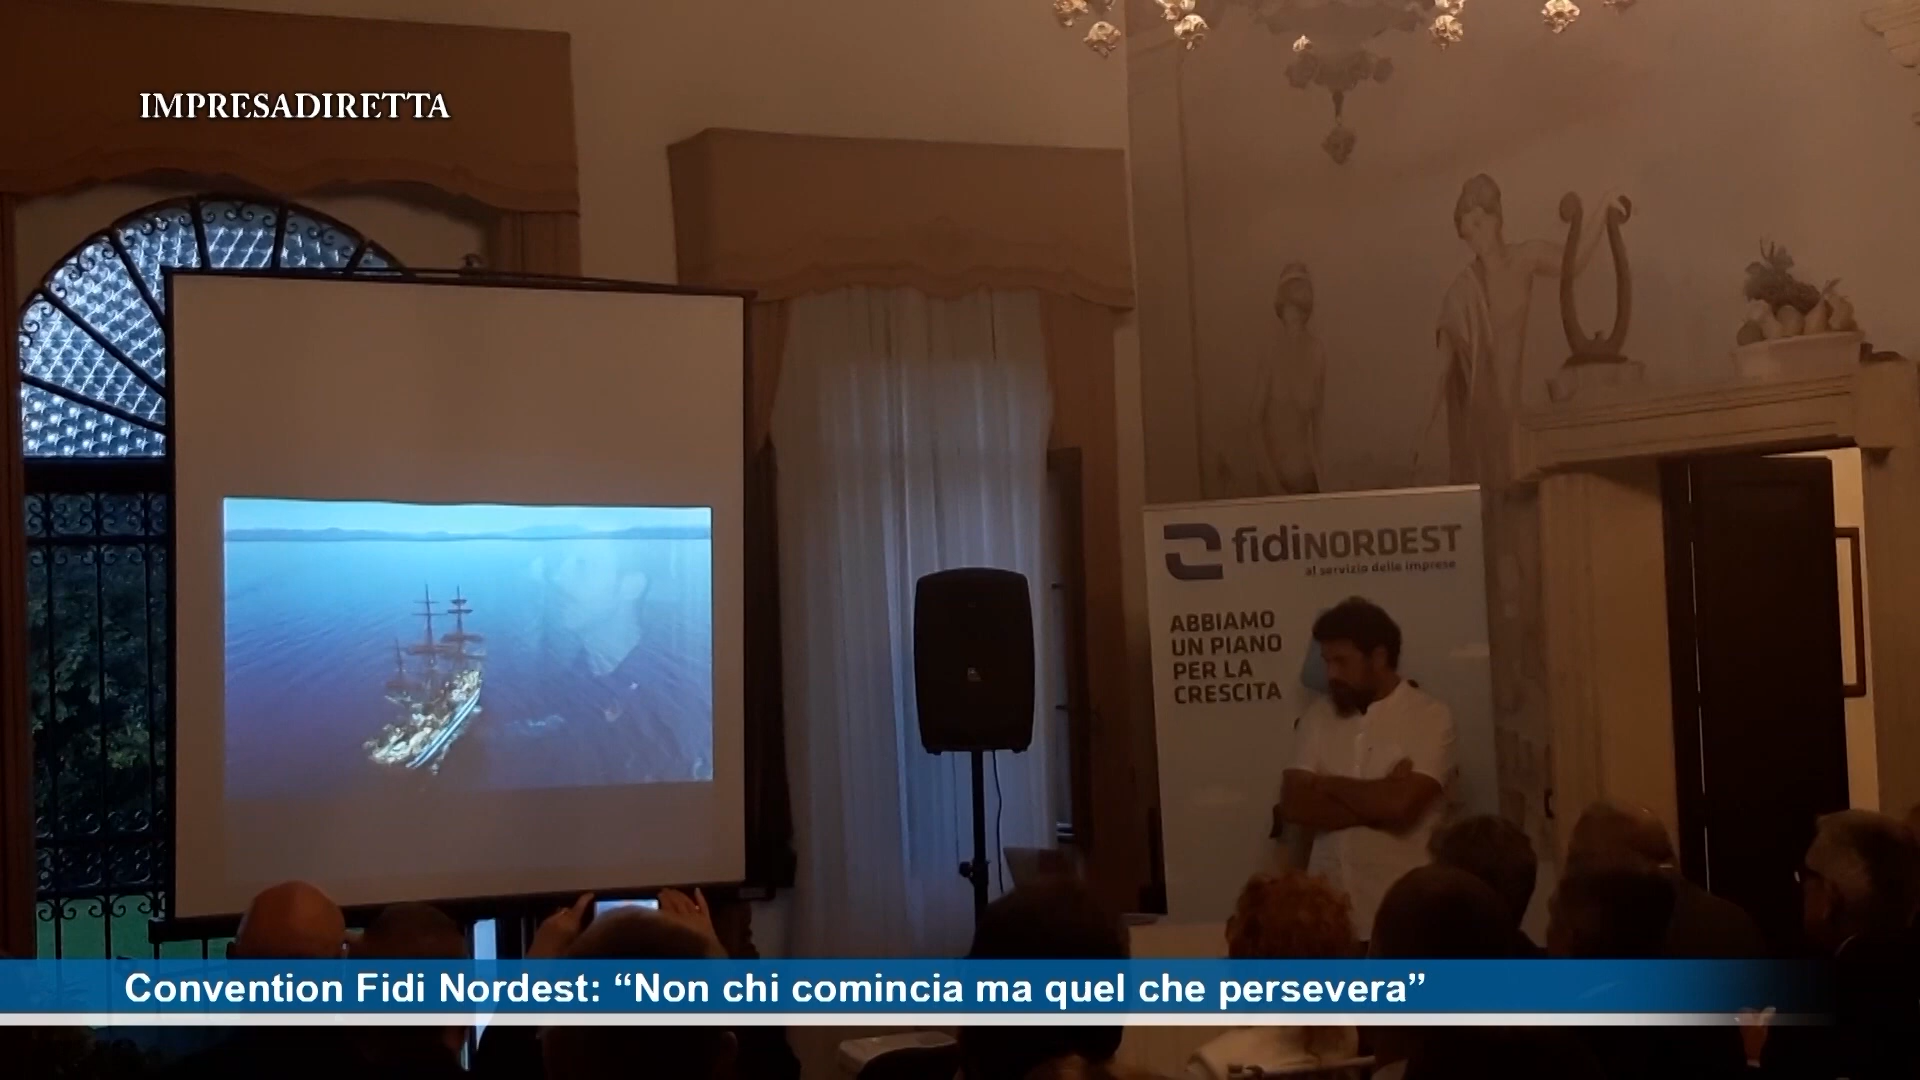 IMPRESADIRETTA
fidiNORDEST
al servizio delle imprese
ABBIAMO
UN PIANO
PER LA
CRESCITA
Convention Fidi Nordest: “Non chi comincia ma quel che persevera”